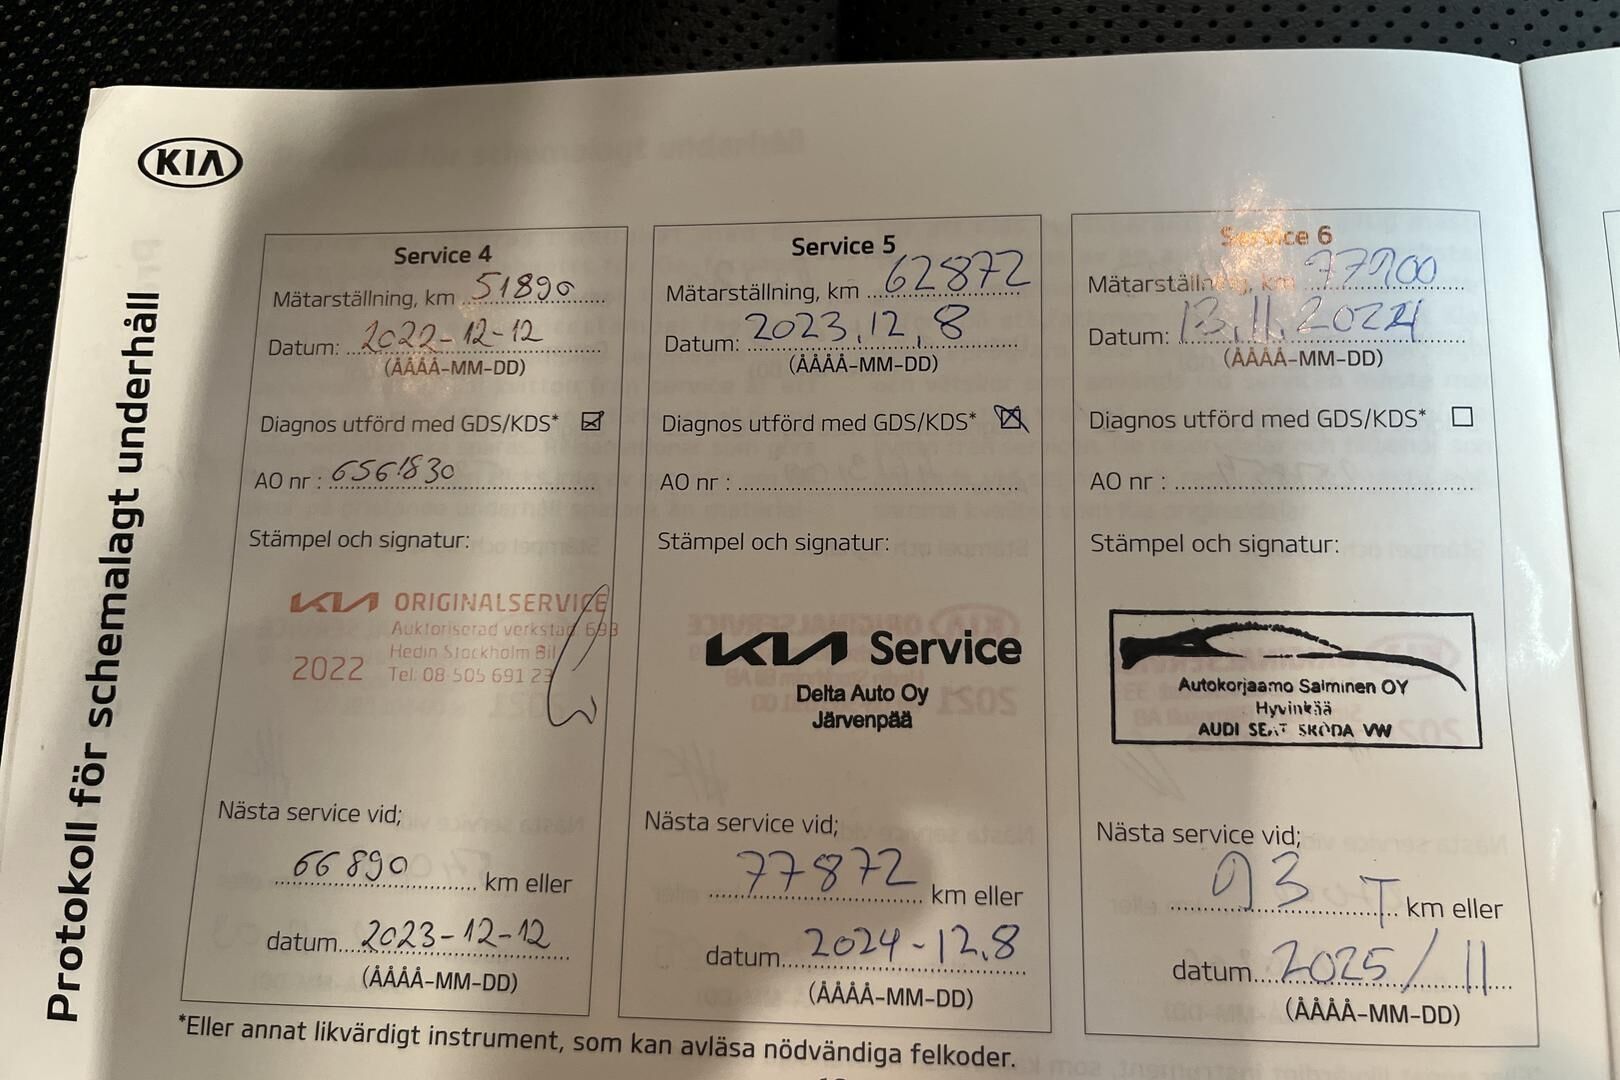 KIA
Protokoll för schemalagt underhåll
Service 4
Mätarställning, km 51890
Datum: 2022-12-12
(ÅÅÅÅ-MM-DD)
Diagnos utförd med GDS/KDS*
AO nr : 6561830
Stämpel och signatur:
KIA ORIGINALSERVICE
Auktoriserad verkstad 693
Hedin Stockholm Bil
2022 Tel: 08-505 691 23
Nästa service vid;
66890 km eller
datum 2023-12-12
(ÅÅÅÅ-MM-DD)
Service 5
Mätarställning, km 62872
Datum: 2023.12.8
(ÅÅÅÅ-MM-DD)
Diagnos utförd med GDS/KDS*
AO nr :
Stämpel och signatur:
KIA Service
Delta Auto Oy
Järvenpää
Nästa service vid;
77872 km eller
datum 2024-12.8
(ÅÅÅÅ-MM-DD)
Service 6
Mätarställning, km
Datum: 13.11.2024
(ÅÅÅÅ-MM-DD)
Diagnos utförd med GDS/KDS*
AO nr :
Stämpel och signatur:
Autokorjaamo Salminen OY
Hyvinkää
AUDI SEAT SKODA VW
Nästa service vid;
93 T km eller
datum 2025/11
(ÅÅÅÅ-MM-DD)
*Eller annat likvärdigt instrument, som kan avläsa nödvändiga felkoder.